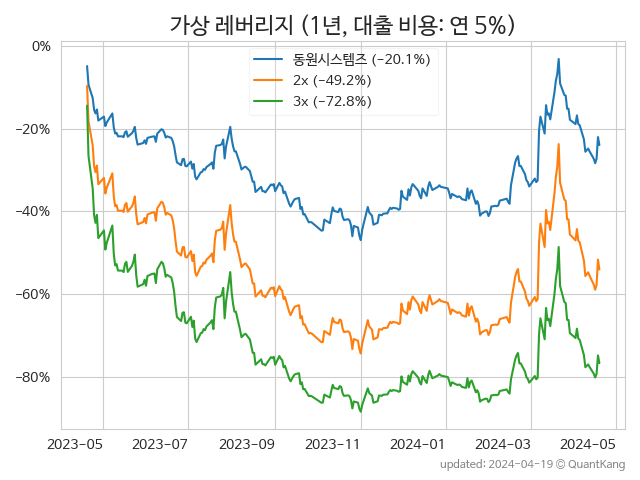 가상 레버리지 (1년, 대출 비용: 연 5%)
동원시스템즈 (−20.1%)
2x (−49.2%)
3x (−72.8%)
0%
−20%
−40%
−60%
−80%
2023-05 2023-07 2023-09 2023-11 2024-01 2024-03 2024-05
updated: 2024-04-19 © QuantKang